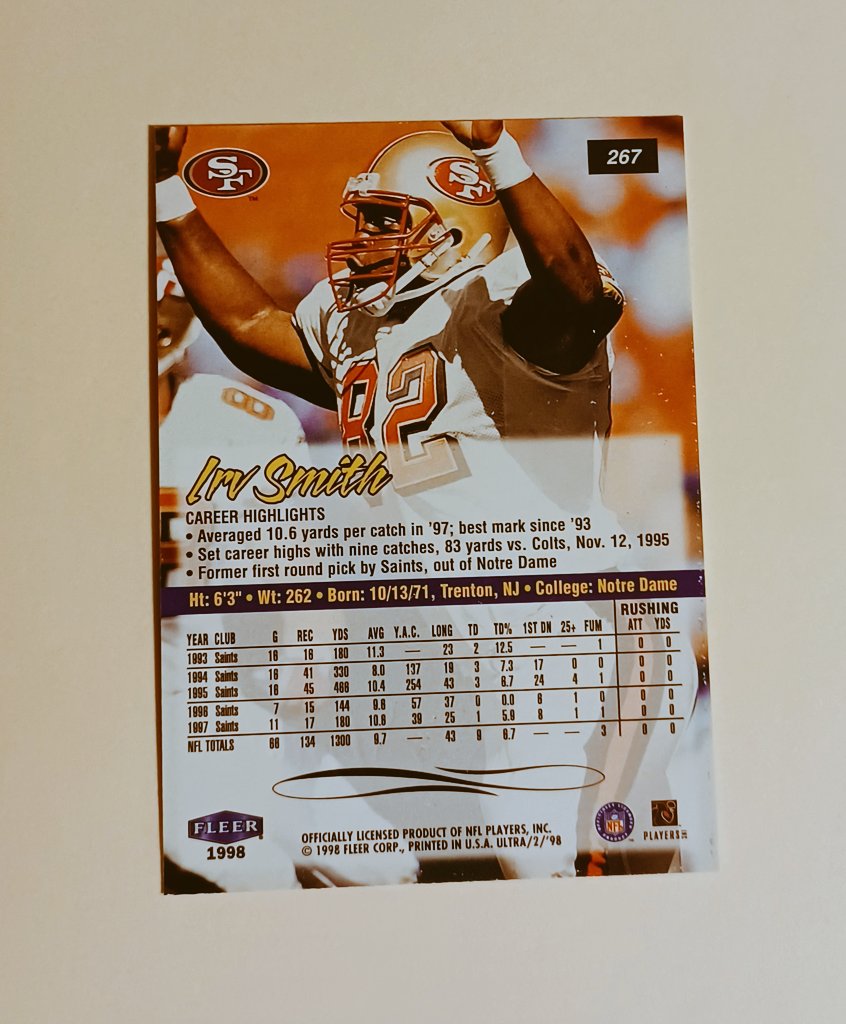 SF
TM
SF
267
82
8
Irv Smith
CAREER HIGHLIGHTS
• Averaged 10.6 yards per catch in '97; best mark since '93
• Set career highs with nine catches, 83 yards vs. Colts, Nov. 12, 1995
• Former first round pick by Saints, out of Notre Dame
Ht: 6'3" • Wt: 262 • Born: 10/13/71, Trenton, NJ • College: Notre Dame
RUSHING
YEAR CLUB G REC YDS AVG Y.A.C. LONG TD TD% 1ST DN 25+ FUM ATT YDS
1993 Saints 16 16 180 11.3 — 23 2 12.5 — — 1 0 0
1994 Saints 16 41 330 8.0 137 19 3 7.3 17 0 0 0 0
1995 Saints 16 45 466 10.4 254 43 3 6.7 24 4 1 0 0
1996 Saints 7 15 144 9.6 57 37 0 0.0 6 1 0 0 0
1997 Saints 11 17 180 10.6 39 25 1 5.9 8 1 1 0 0
NFL TOTALS 66 134 1300 9.7 — 43 9 6.7 — 3 0 0
FLEER
1998
OFFICIALLY LICENSED PRODUCT OF NFL PLAYERS, INC.
© 1998 FLEER CORP., PRINTED IN U.S.A. ULTRA/2/'98
NFL
PLAYERS INC